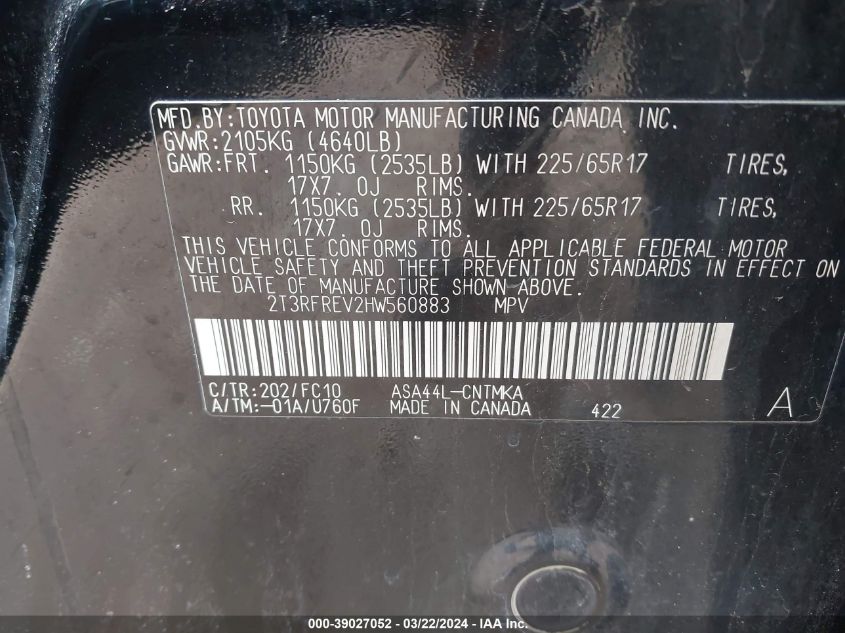 MFD. BY: TOYOTA MOTOR MANUFACTURING CANADA INC.
GVWR: 2105KG (4640LB)
GAWR: FRT. 1150KG (2535LB) WITH 225/65R17 TIRES,
17X7. 0J RIMS.
RR. 1150KG (2535LB) WITH 225/65R17 TIRES,
17X7. 0J RIMS.
THIS VEHICLE CONFORMS TO ALL APPLICABLE FEDERAL MOTOR
VEHICLE SAFETY AND THEFT PREVENTION STANDARDS IN EFFECT ON
THE DATE OF MANUFACTURE SHOWN ABOVE.
2T3RFREV2HW560883 MPV
C/TR: 202/FC10 ASA44L-CNTMKA
A/TM: -01A/U760F MADE IN CANADA 422 A
000-39027052 - 03/22/2024 - IAA Inc.